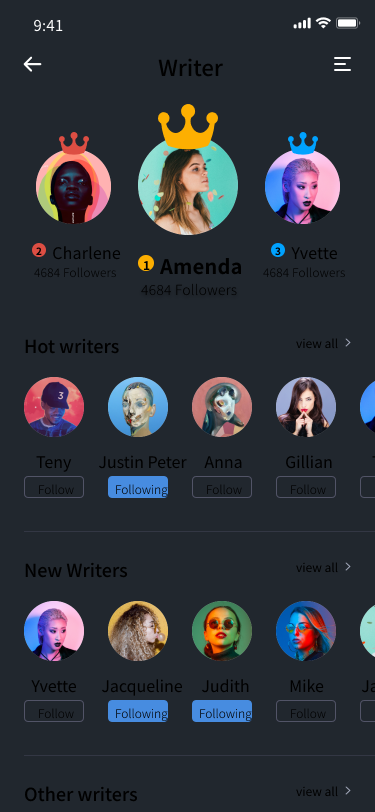 9:41
Writer
2 Charlene
4684 Followers
1 Amenda
4684 Followers
3 Yvette
4684 Followers
Hot writers view all
3
Teny Justin Peter Anna Gillian
Follow Following Follow Follow
New Writers view all
Yvette Jacqueline Judith Mike Ja
Follow Following Following Follow
Other writers view all